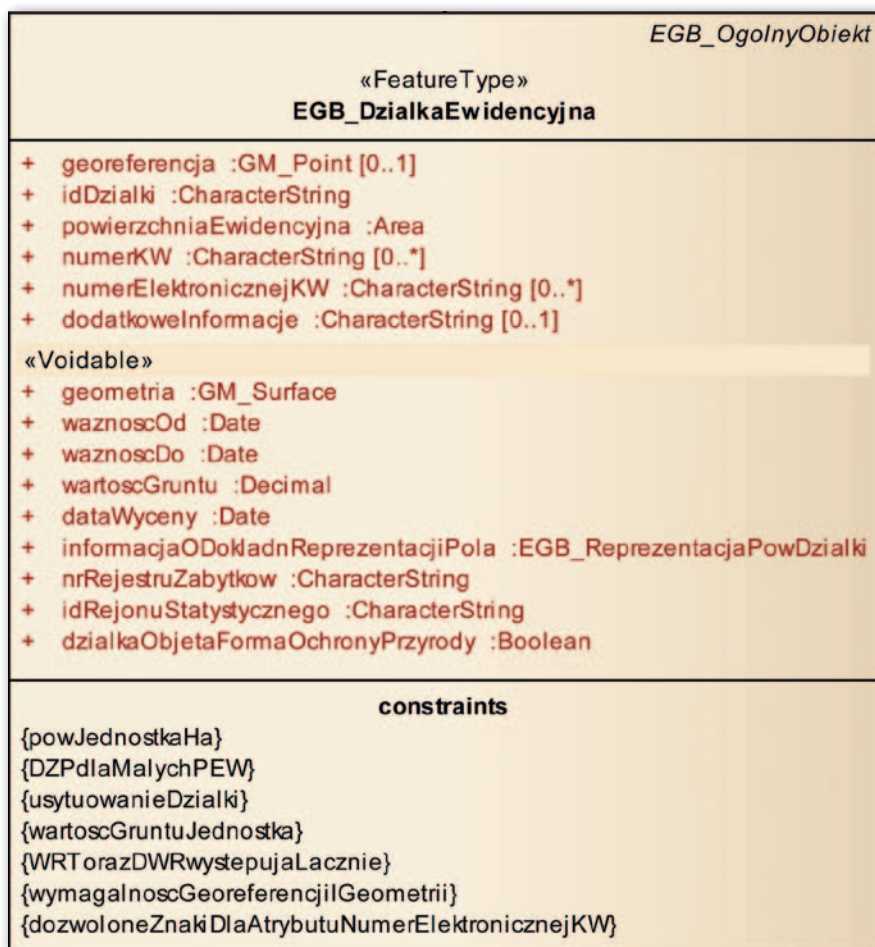 EGB_OgolnyObiekt
«FeatureType»
EGB_DzialkaEwidencyjna
+ georeferencja :GM_Point [0..1]
+ idDzialki :CharacterString
+ powierzchniaEwidencyjna :Area
+ numerKW :CharacterString [0..*]
+ numerElektronicznejKW :CharacterString [0..*]
+ dodatkoweInformacje :CharacterString [0..1]
«Voidable»
+ geometria :GM_Surface
+ waznoscOd :Date
+ waznoscDo :Date
+ wartoscGruntu :Decimal
+ dataWyceny :Date
+ informacjaODokladnReprezentacjiPola :EGB_ReprezentacjaPowDzialki
+ nrRejestruZabytkow :CharacterString
+ idRejonuStatystycznego :CharacterString
+ dzialkaObjetaFormaOchronyPrzyrody :Boolean
constraints
{powJednostkaHa}
{DZPdlaMalychPEW}
{usytuowanieDzialki}
{wartoscGruntuJednostka}
{WRTorazDWRwystepujaLacznie}
{wymagalnoscGeoreferencjiIGeometrii}
{dozwoloneZnakiDlaAtrybutuNumerElektronicznejKW}